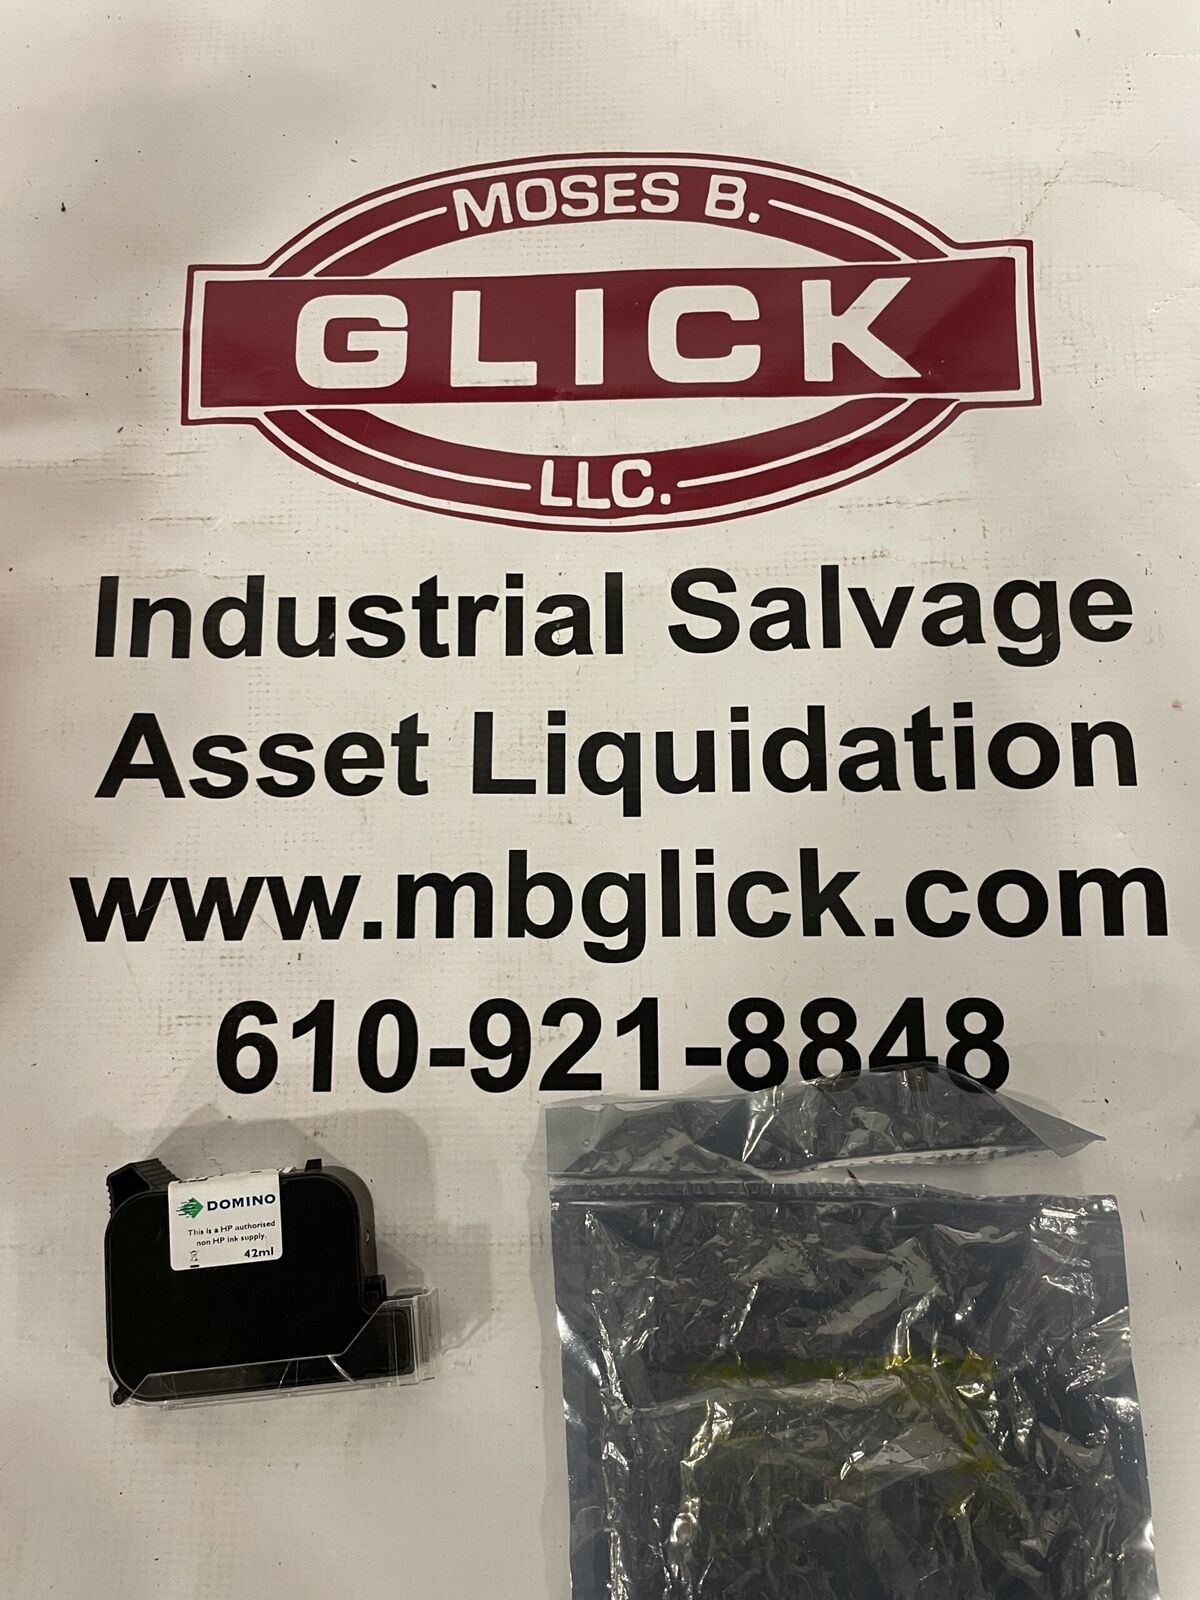 MOSES B.
GLICK
LLC.
Industrial Salvage
Asset Liquidation
www.mbglick.com
610-921-8848
DOMINO
This is a HP authorised
non HP ink supply.
42ml